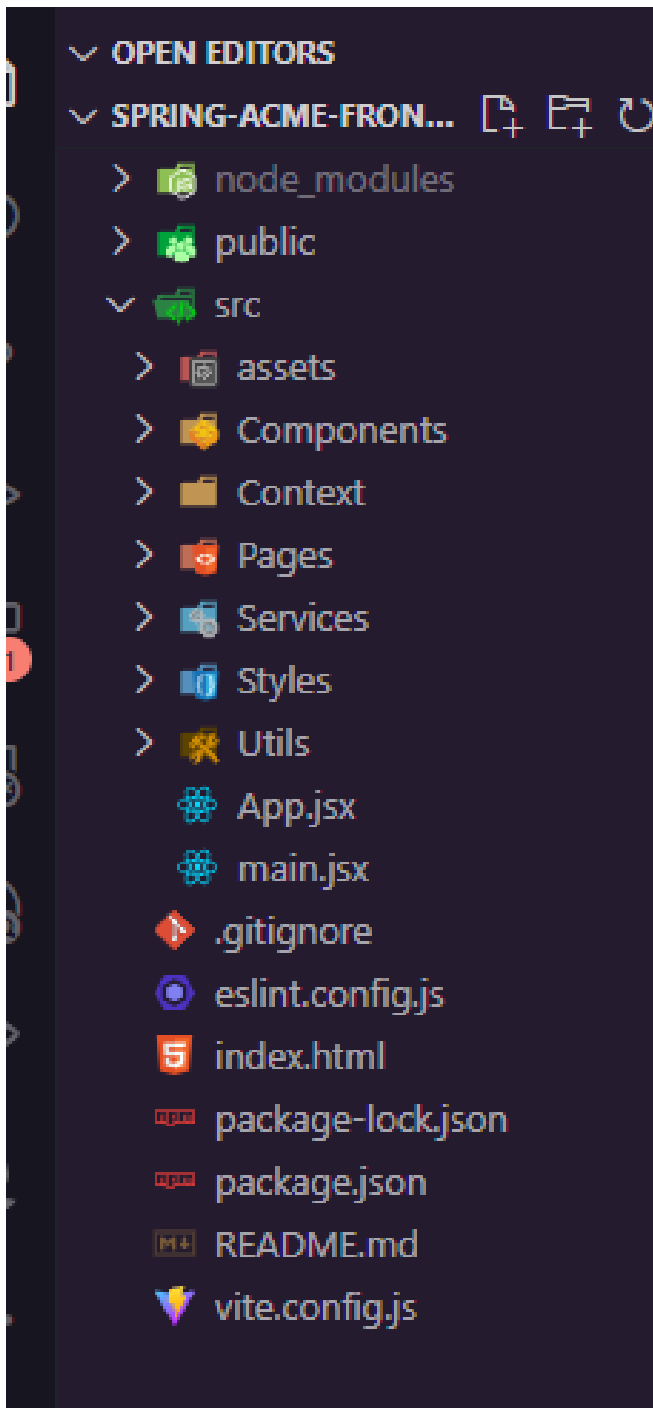 OPEN EDITORS
SPRING-ACME-FRON...
node_modules
public
src
assets
Components
Context
Pages
Services
Styles
Utils
App.jsx
main.jsx
.gitignore
eslint.config.js
index.html
package-lock.json
package.json
README.md
vite.config.js